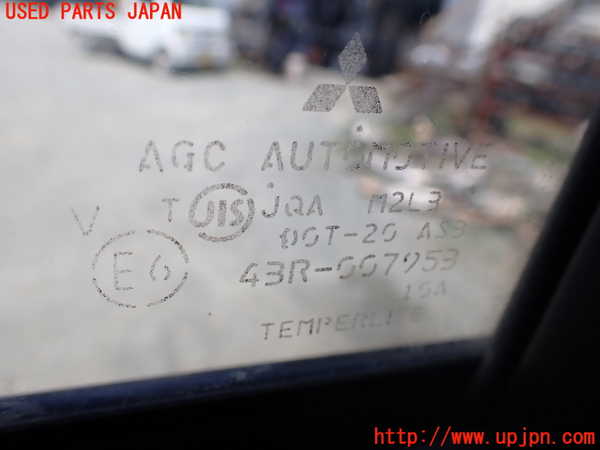 USED PARTS JAPAN
AGC AUTOMOTIVE
V T JIS JQA M2L3
DOT-20 AS3
E6 43R-007953
TEMPERLITE
http://www.upjpn.com